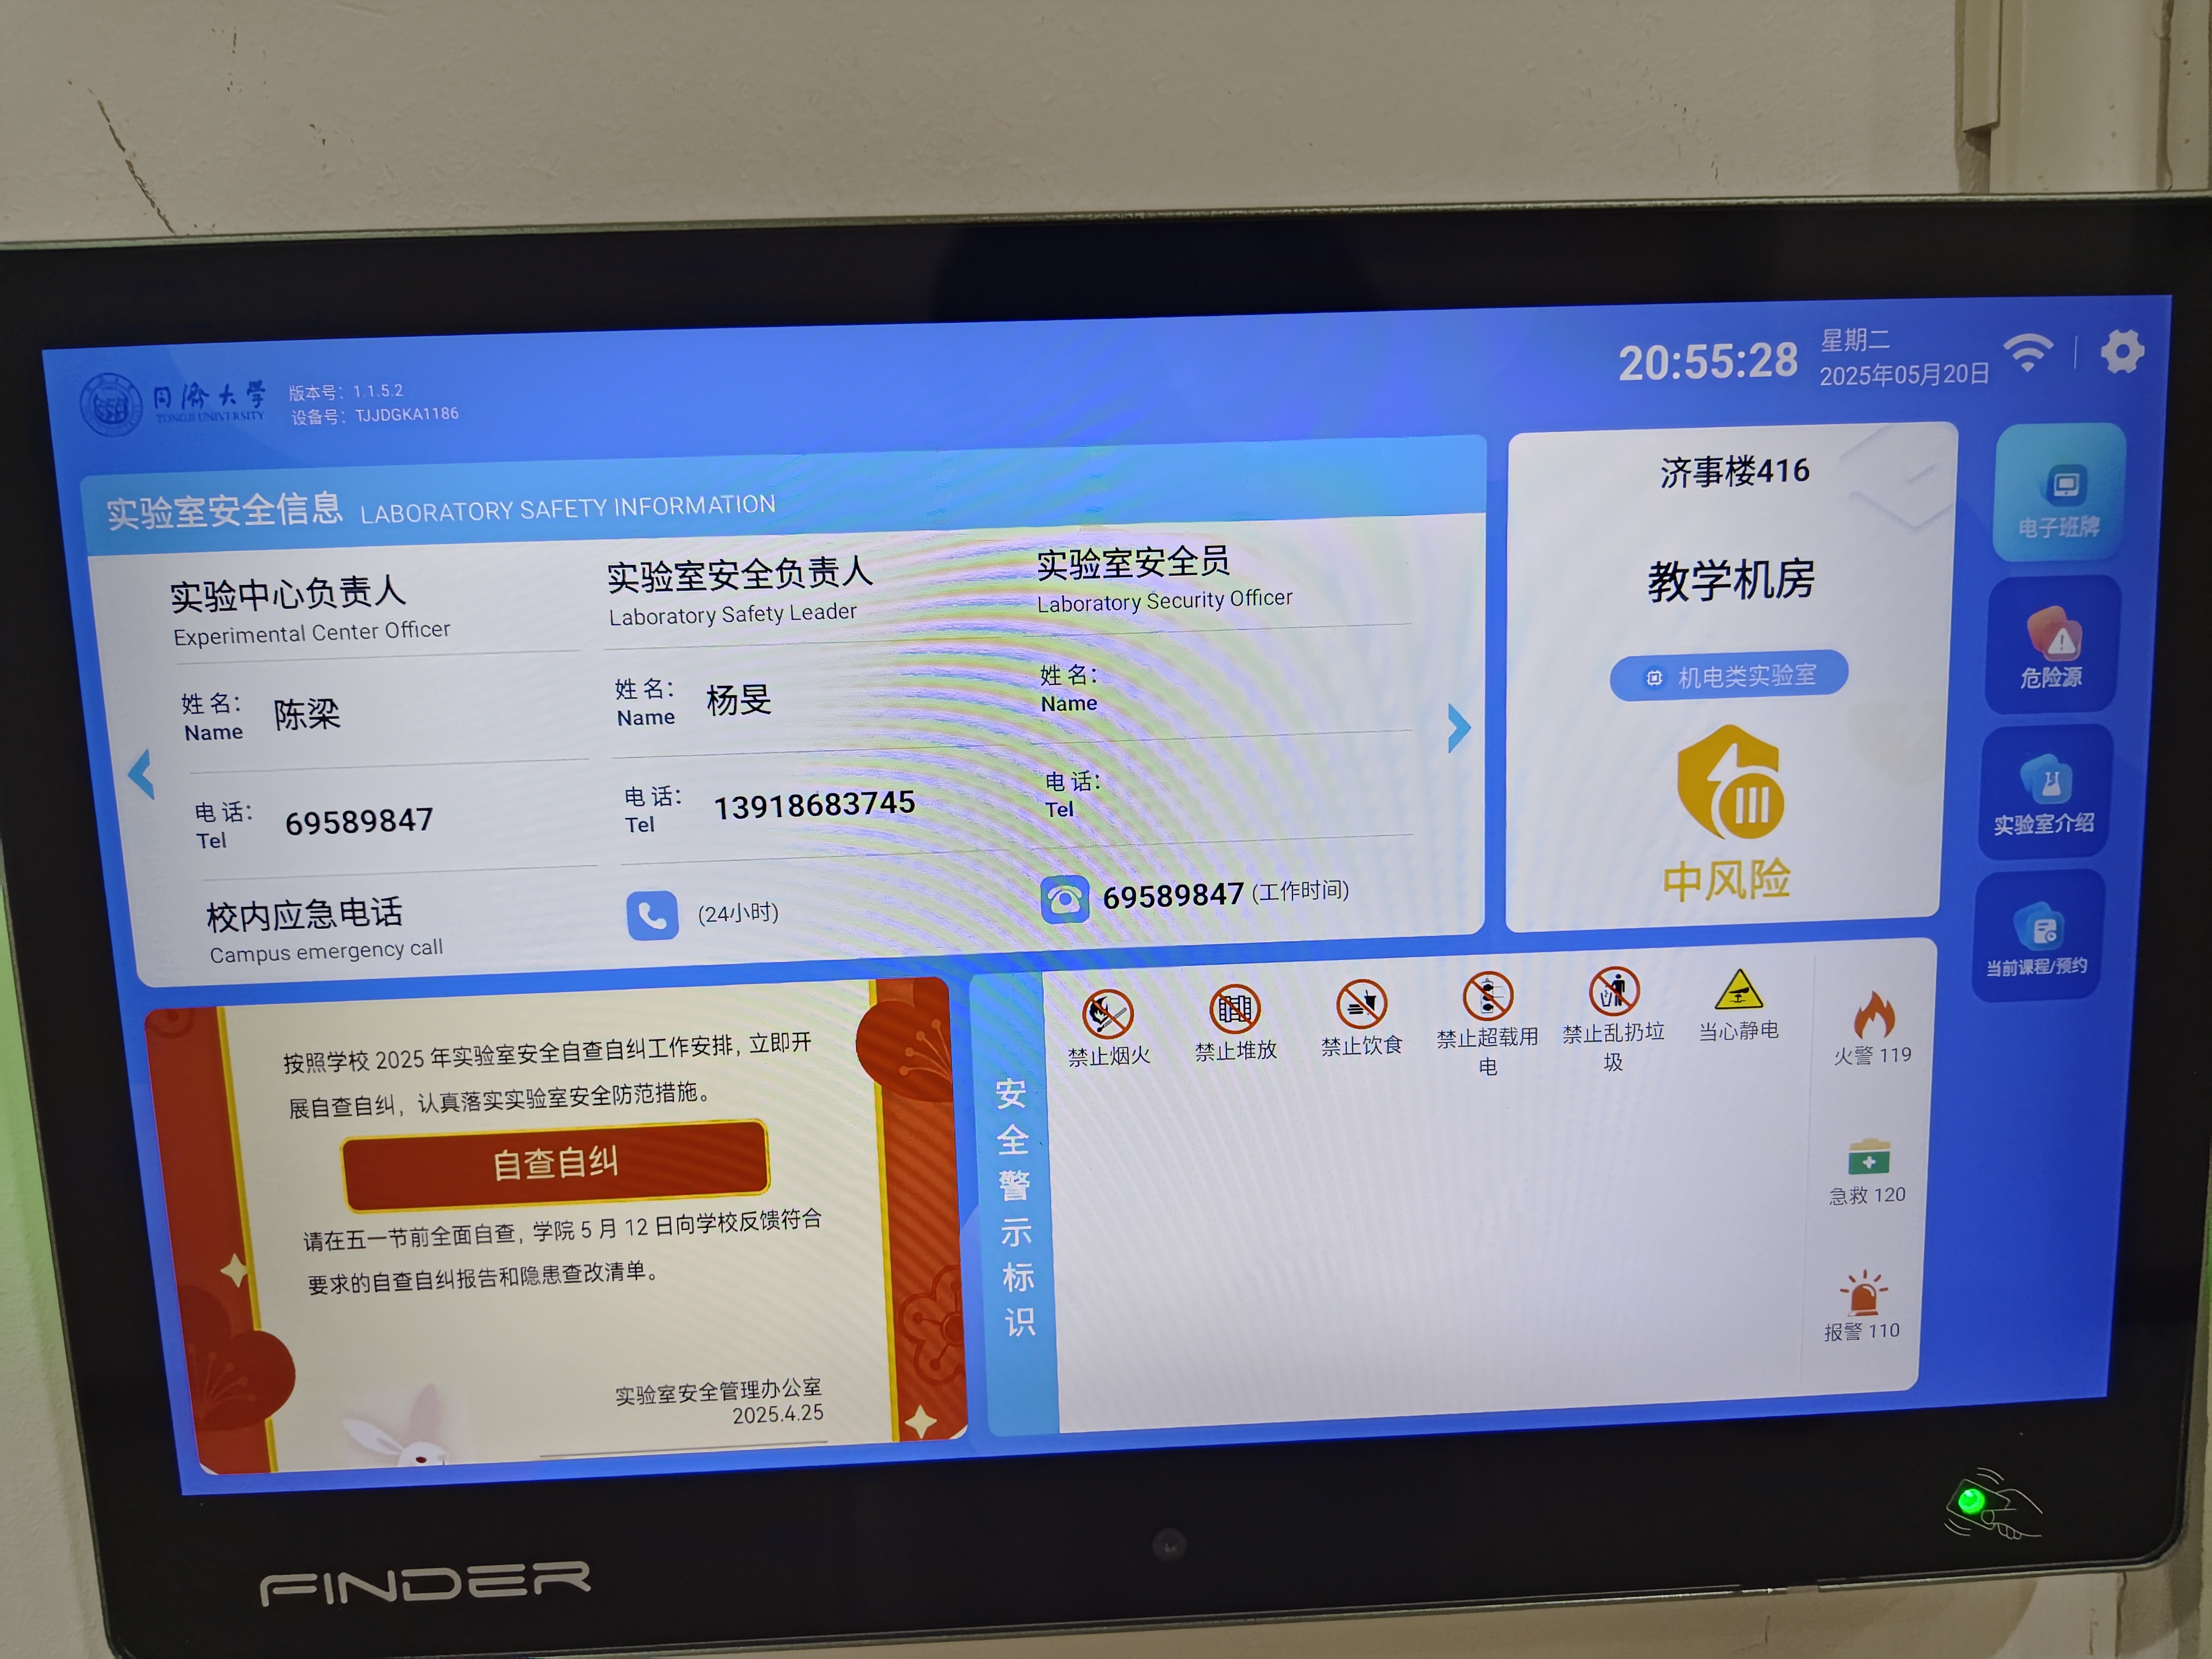 同濟大学
TONGJI UNIVERSITY
版本号：1.1.5.2
设备号：TJJDGKA1186
20:55:28
星期二
2025年05月20日
实验室安全信息 LABORATORY SAFETY INFORMATION
实验中心负责人
Experimental Center Officer
姓 名：
Name
陈梁
电 话：
Tel
69589847
实验室安全负责人
Laboratory Safety Leader
姓 名：
Name
杨旻
电 话：
Tel
13918683745
实验室安全员
Laboratory Security Officer
姓 名：
Name
电 话：
Tel
校内应急电话
Campus emergency call
(24小时)
69589847 (工作时间)
济事楼416
教学机房
机电类实验室
III
中风险
电子班牌
危险源
实验室介绍
当前课程/预约
按照学校 2025 年实验室安全自查自纠工作安排，立即开
展自查自纠，认真落实实验室安全防范措施。
自查自纠
请在五一节前全面自查，学院 5 月 12 日向学校反馈符合
要求的自查自纠报告和隐患查改清单。
实验室安全管理办公室
2025.4.25
安全警示标识
禁止烟火
禁止堆放
禁止饮食
禁止超载用
电
禁止乱扔垃
圾
当心静电
火警 119
急救 120
报警 110
FINDER